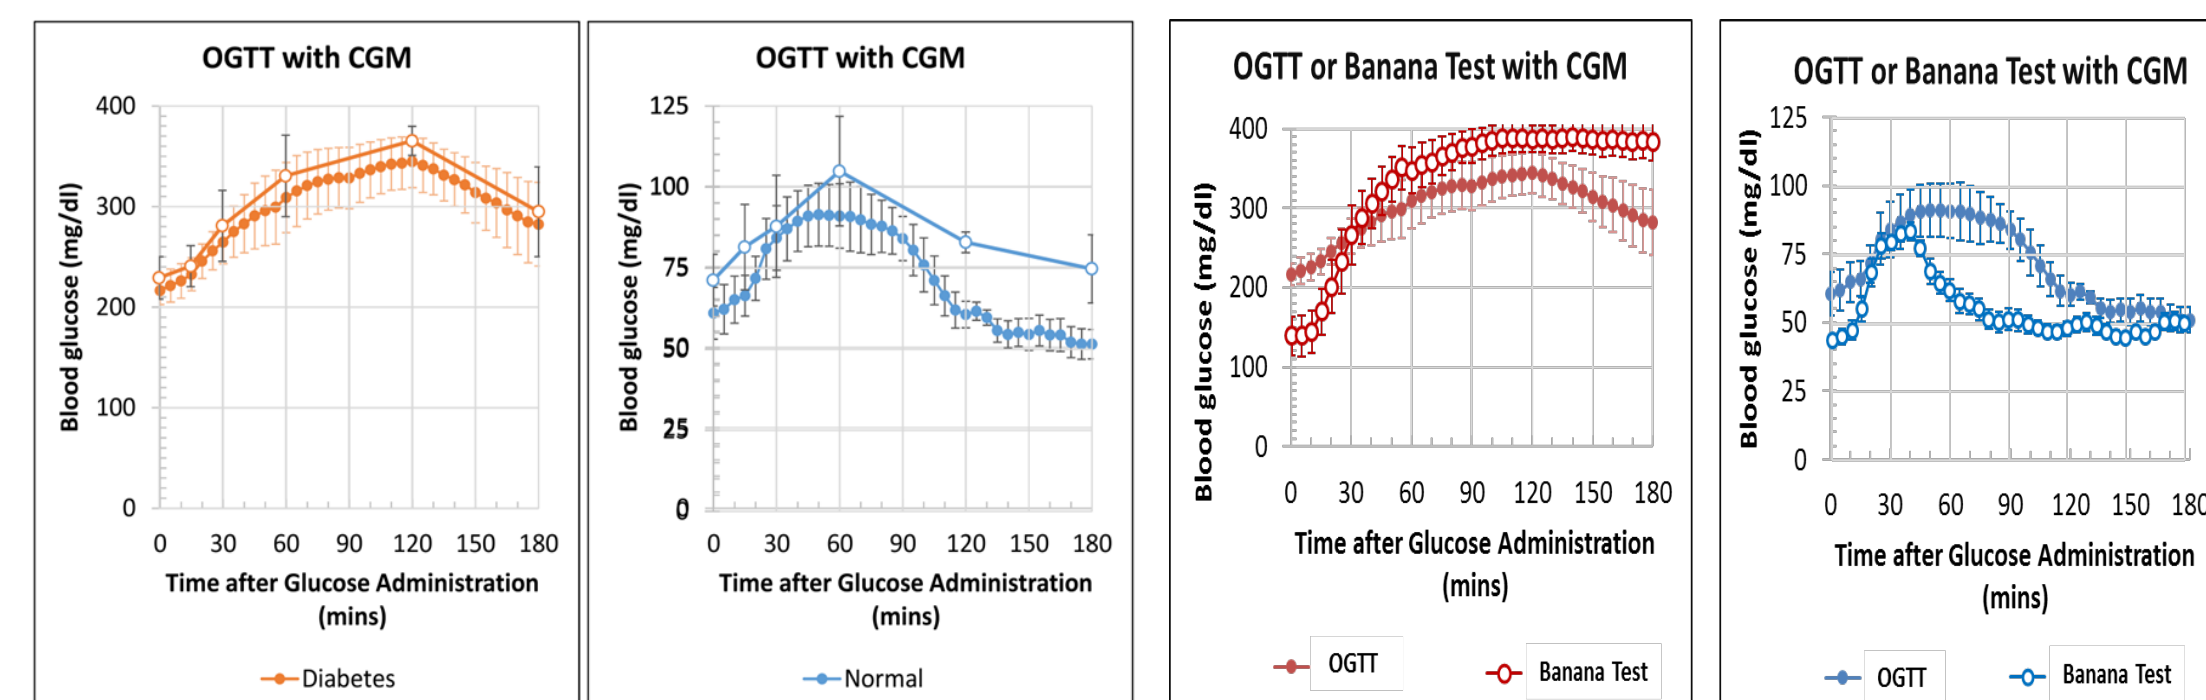 OGTT with CGM
400
300
200
100
0
Blood glucose (mg/dl)
0 30 60 90 120 150 180
Time after Glucose Administration
(mins)
Diabetes
OGTT with CGM
125
100
75
50
25
0
Blood glucose (mg/dl)
0 30 60 90 120 150 180
Time after Glucose Administration
(mins)
Normal
OGTT or Banana Test with CGM
400
300
200
100
0
Blood glucose (mg/dl)
0 30 60 90 120 150 180
Time after Glucose Administration
(mins)
OGTT Banana Test
OGTT or Banana Test with CGM
125
100
75
50
25
0
Blood glucose (mg/dl)
0 30 60 90 120 150 180
Time after Glucose Administration
(mins)
OGTT Banana Test